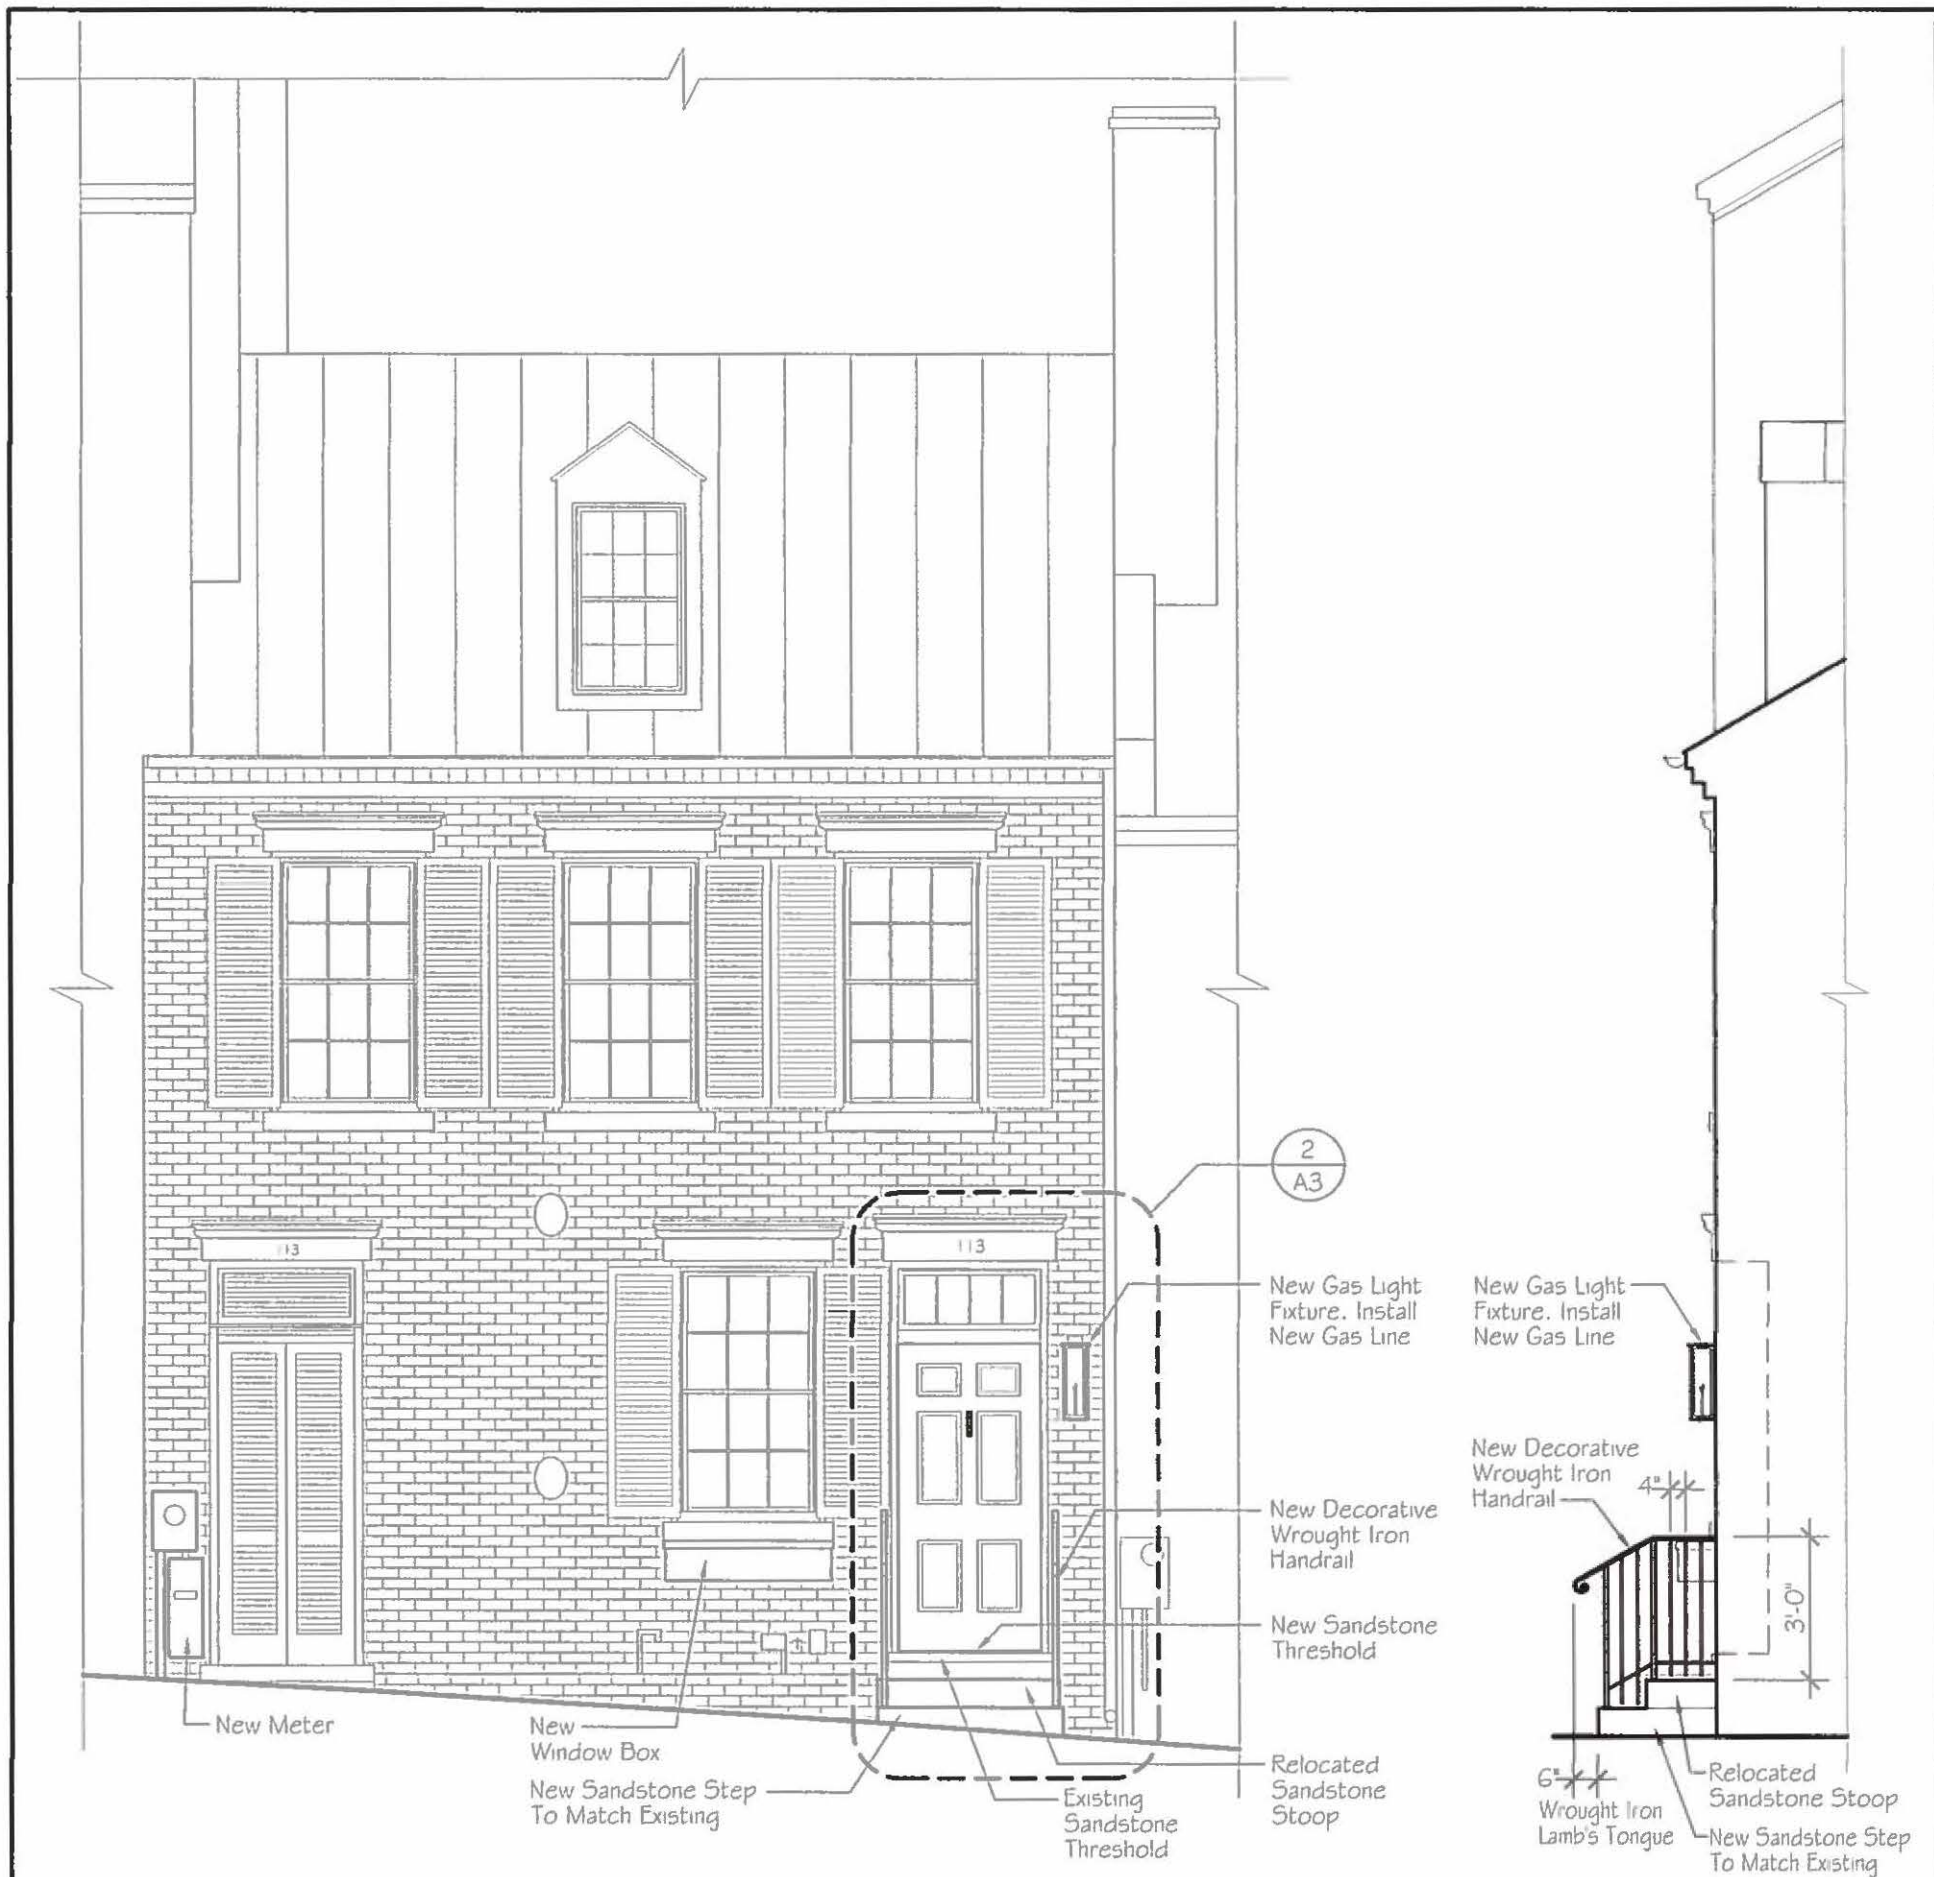 2
A3
113
113
New Gas Light
Fixture. Install
New Gas Line
New Gas Light
Fixture. Install
New Gas Line
New Decorative
Wrought Iron
Handrail
4"
New Decorative
Wrought Iron
Handrail
3'-0"
New Sandstone
Threshold
New Meter
New
Window Box
New Sandstone Step
To Match Existing
Existing
Sandstone
Threshold
Relocated
Sandstone
Stoop
6"
Wrought Iron
Lamb's Tongue
Relocated
Sandstone Stoop
New Sandstone Step
To Match Existing